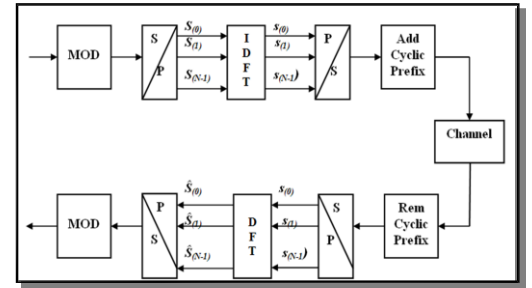 MOD
S
P
S(0)
S(1)
S(N-1)
I
D
F
T
s(0)
s(1)
s(N-1)
P
S
Add
Cyclic
Prefix
Channel
MOD
P
S
Ŝ(0)
Ŝ(1)
Ŝ(N-1)
D
F
T
s(0)
s(1)
s(N-1)
S
P
Rem
Cyclic
Prefix